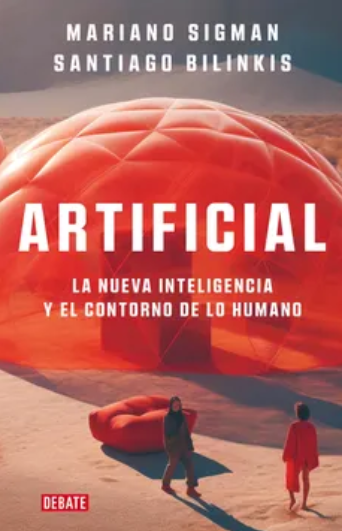 MARIANO SIGMAN
SANTIAGO BILINKIS
ARTIFICIAL
LA NUEVA INTELIGENCIA
Y EL CONTORNO DE LO HUMANO
DEBATE